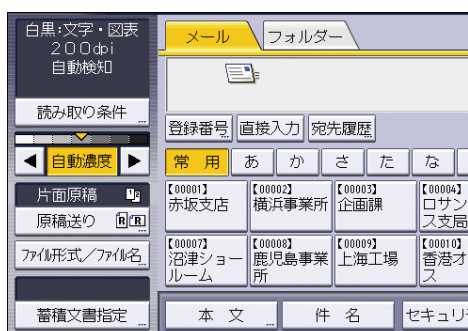 白黒:文字・図表
200dpi
自動検知
読み取り条件
自動濃度
片面原稿
原稿送り
ファイル形式/ファイル名
蓄積文書指定
メール
フォルダー
登録番号 直接入力 宛先履歴
常用 あ か さ た な
【00001】 【00002】 【00003】 【00004】
赤坂支店 横浜事業所 企画課 ロサン
ス支局
【00007】 【00008】 【00009】 【00010】
沼津ショー 鹿児島事業 上海工場 香港オ
ルーム 所 ス
本文 件名 セキュリ